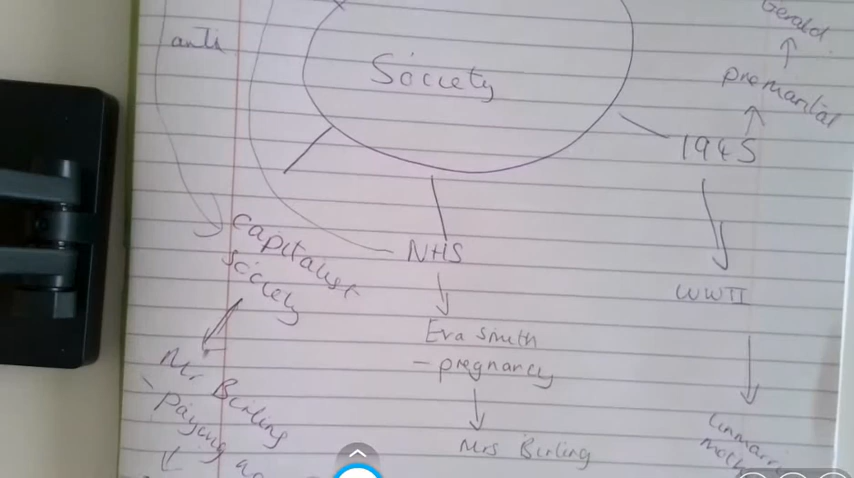 Gerald
anti
premarital
Society
1945
Capitalist
society
NHS
WWII
Eva Smith
- pregnancy
Mr Birling
- paying
Mrs Birling